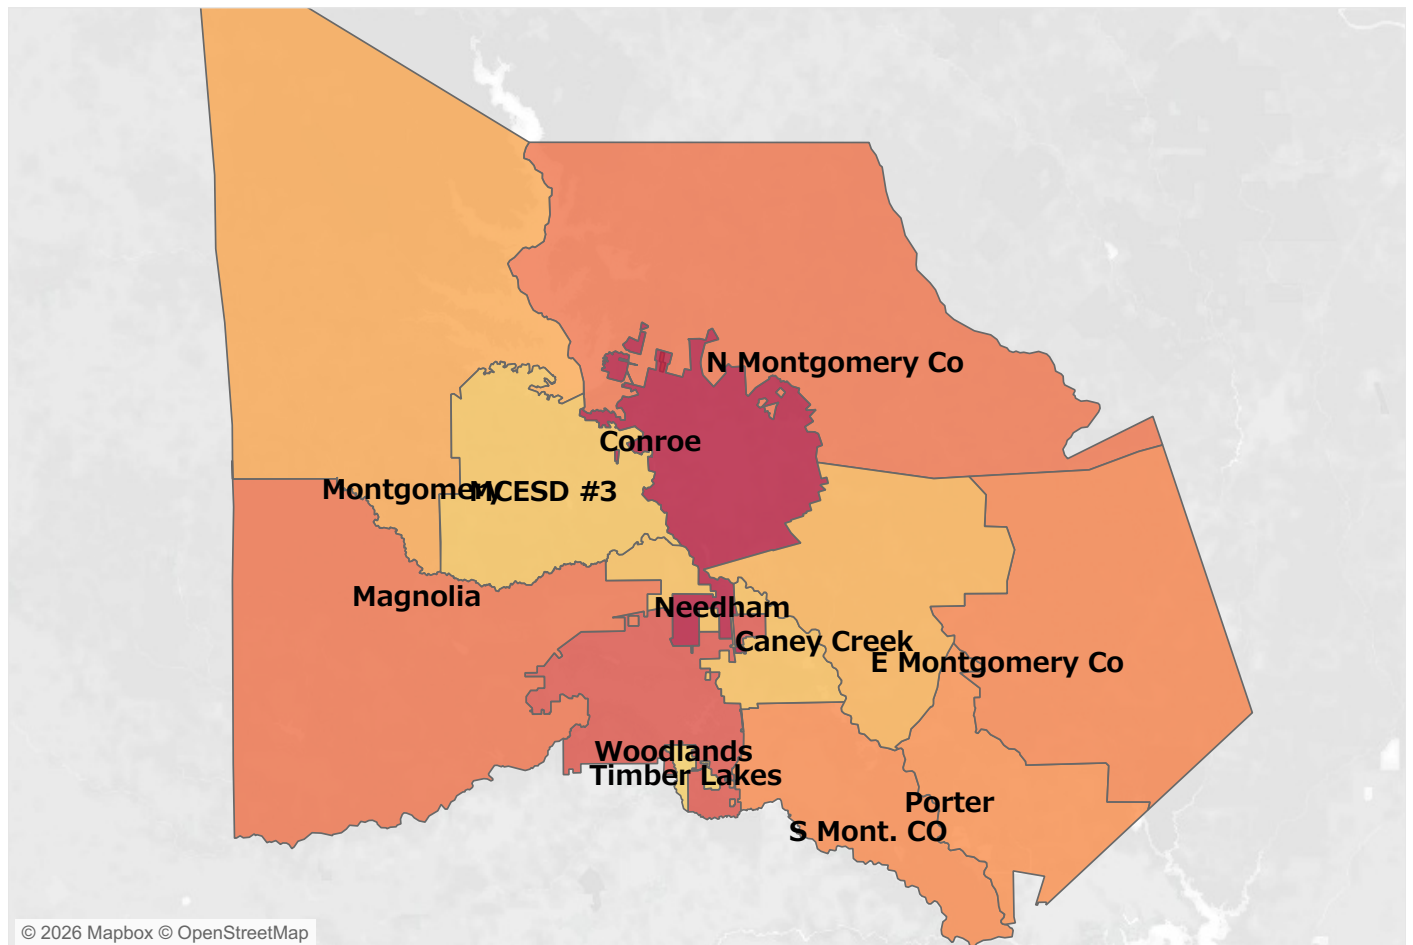 N Montgomery Co
Conroe
Montgomery
MCESD #3
Magnolia
Needham
Caney Creek
E Montgomery Co
Woodlands
Timber Lakes
Porter
S Mont. CO
© 2026 Mapbox © OpenStreetMap